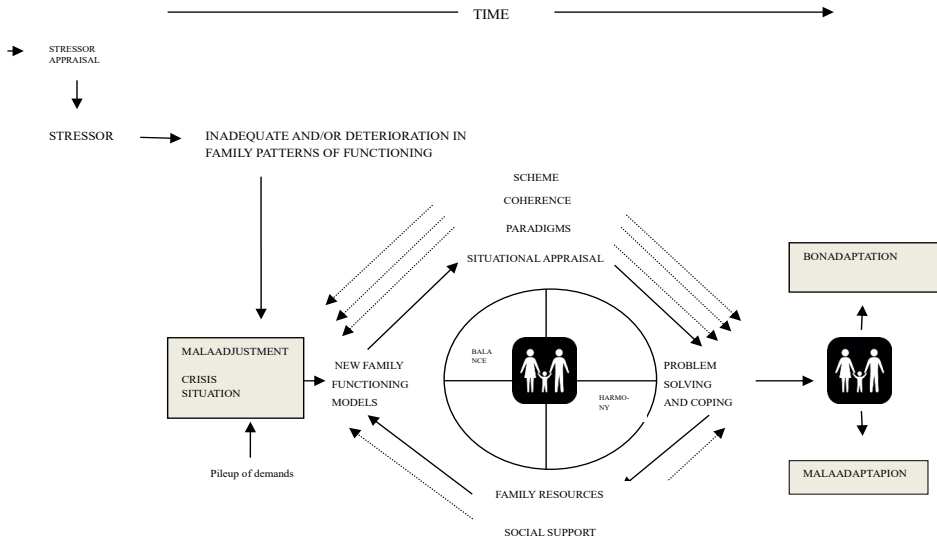 TIME
STRESSOR
APPRAISAL
STRESSOR
INADEQUATE AND/OR DETERIORATION IN
FAMILY PATTERNS OF FUNCTIONING
SCHEME
COHERENCE
PARADIGMS
SITUATIONAL APPRAISAL
BONADAPTATION
MALAADJUSTMENT
CRISIS
SITUATION
NEW FAMILY
FUNCTIONING
MODELS
BALA
NCE
HARMO-
NY
PROBLEM
SOLVING
AND COPING
Pileup of demands
FAMILY RESOURCES
SOCIAL SUPPORT
MALAADAPTAPION